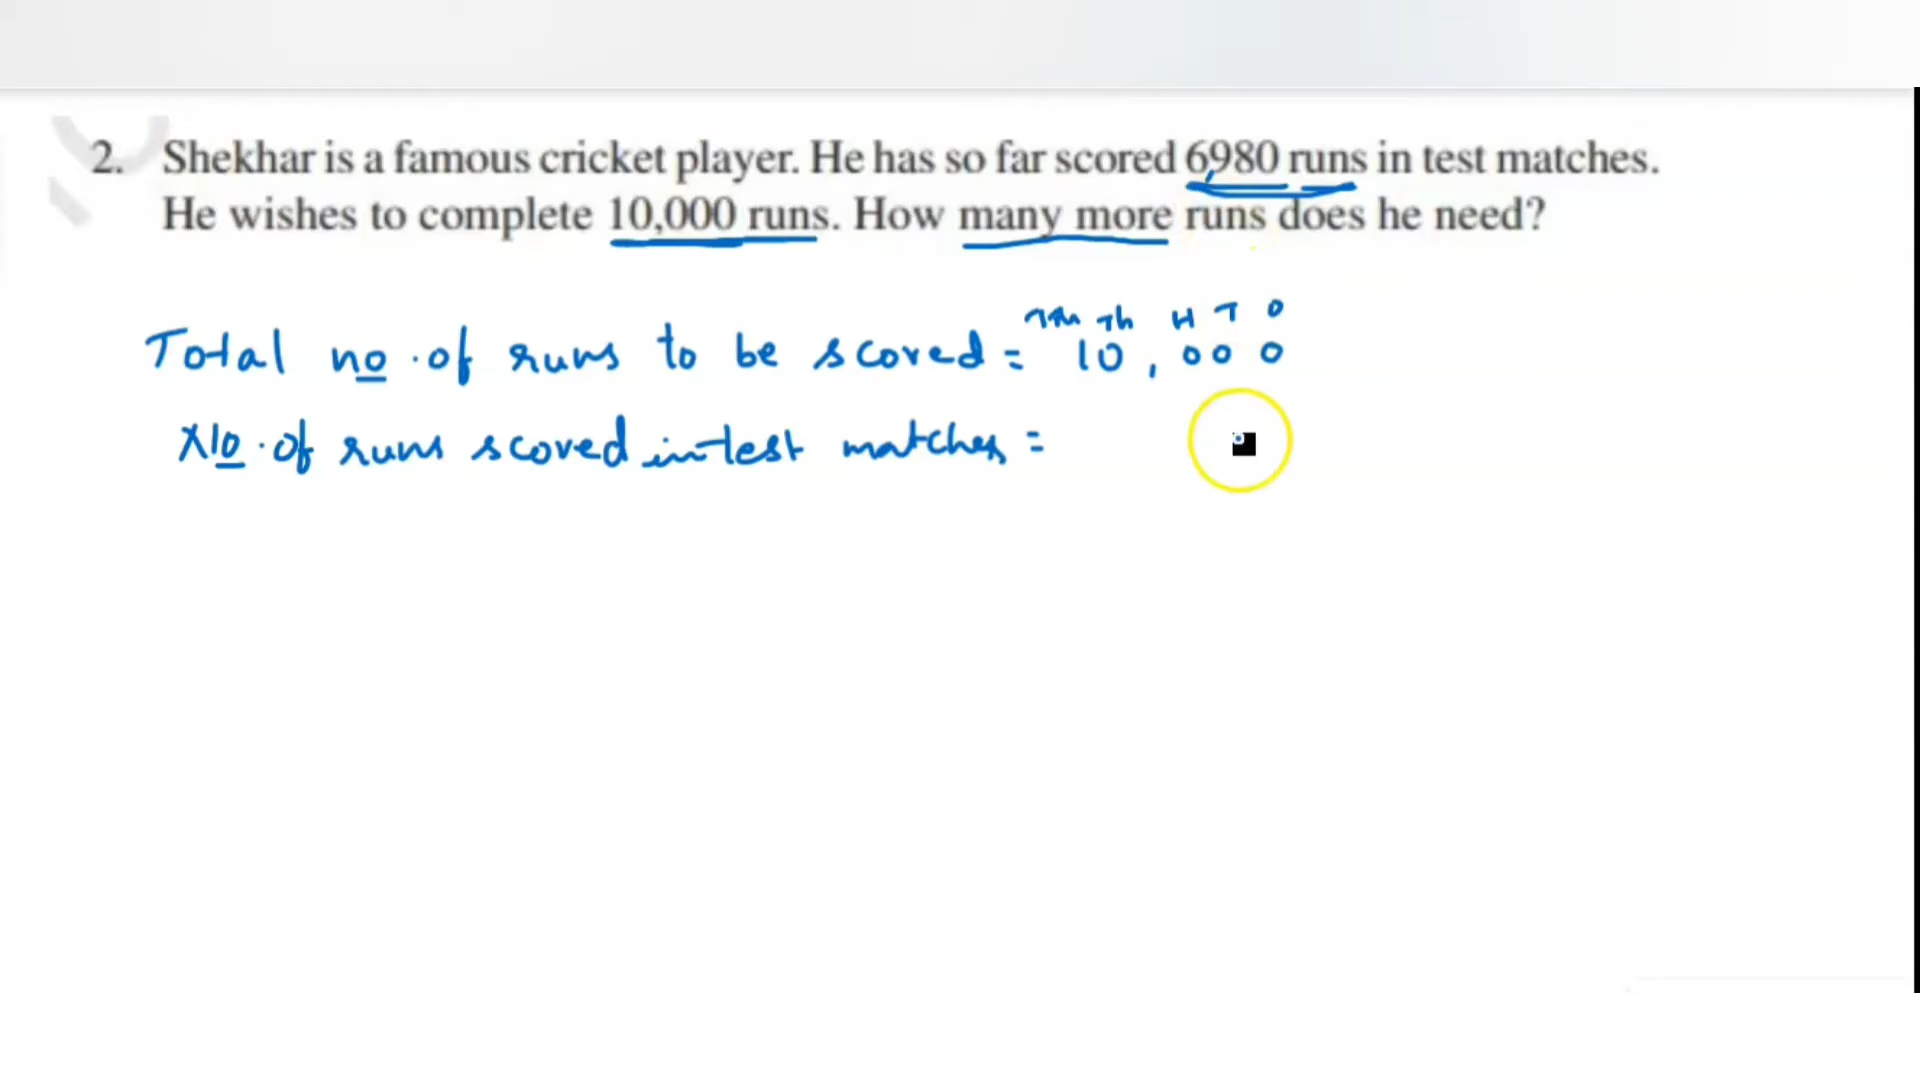 2. Shekhar is a famous cricket player. He has so far scored 6980 runs in test matches.
He wishes to complete 10,000 runs. How many more runs does he need?
TTh Th H T O
Total no. of runs to be scored = 10,000
No. of runs scored in test matches =